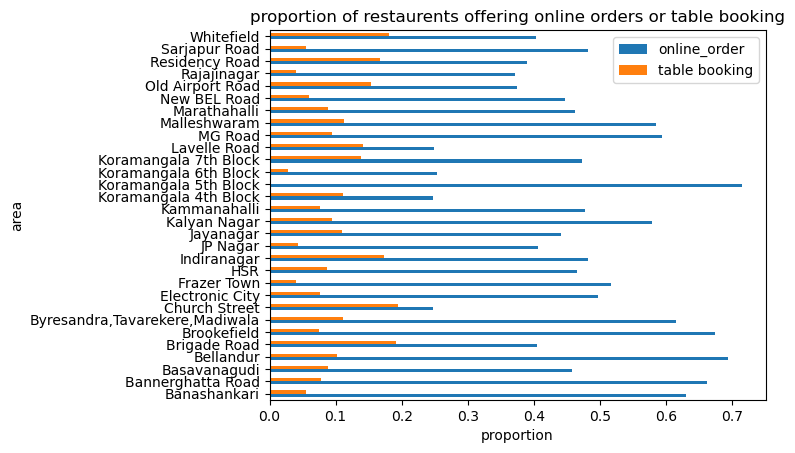 proportion of restaurents offering online orders or table booking
online_order
table booking
area
Whitefield
Sarjapur Road
Residency Road
Rajajinagar
Old Airport Road
New BEL Road
Marathahalli
Malleshwaram
MG Road
Lavelle Road
Koramangala 7th Block
Koramangala 6th Block
Koramangala 5th Block
Koramangala 4th Block
Kammanahalli
Kalyan Nagar
Jayanagar
JP Nagar
Indiranagar
HSR
Frazer Town
Electronic City
Church Street
Byresandra,Tavarekere,Madiwala
Brookefield
Brigade Road
Bellandur
Basavanagudi
Bannerghatta Road
Banashankari
0.0 0.1 0.2 0.3 0.4 0.5 0.6 0.7
proportion